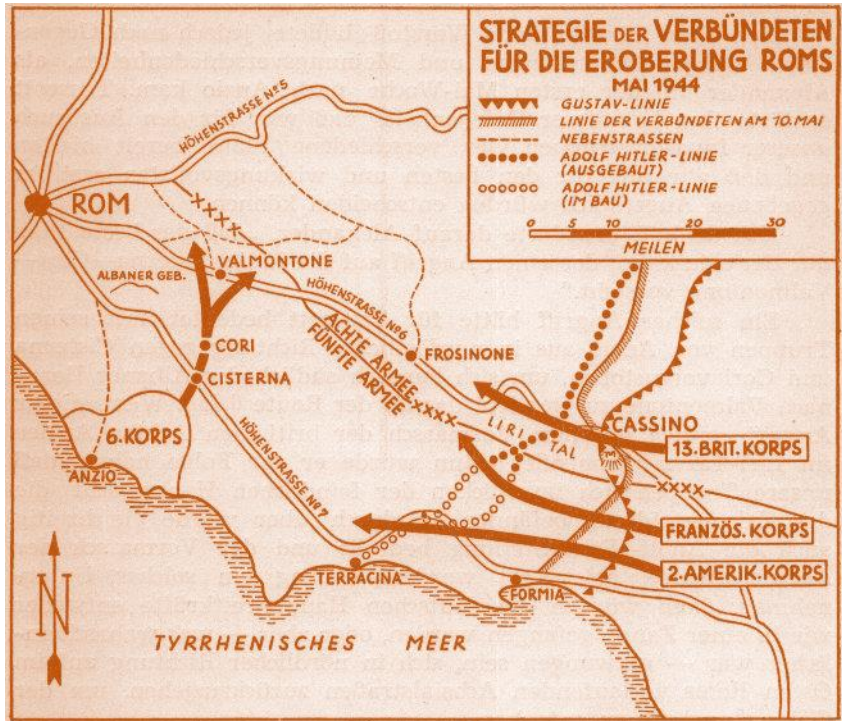 STRATEGIE DER VERBÜNDETEN
FÜR DIE EROBERUNG ROMS
MAI 1944
GUSTAV-LINIE
LINIE DER VERBÜNDETEN AM 10.MAI
NEBENSTRASSEN
ADOLF HITLER-LINIE
(AUSGEBAUT)
ADOLF HITLER-LINIE
(IM BAU)
0 5 10 20 30
MEILEN
HÖHENSTRASSE No 5
XXXX
ROM
VALMONTONE
ALBANER GEB.
HÖHENSTRASSE No 6
ACHTE ARMEE
FÜNFTE ARMEE
XXXX
CORI
FROSINONE
CISTERNA
6.KORPS
ANZIO
HÖHENSTRASSE No 7
LIRI TAL
CASSINO
M
13.BRIT.KORPS
XXXX
FRANZÖS.KORPS
2.AMERIK.KORPS
TERRACINA
FORMIA
N
TYRRHENISCHES MEER